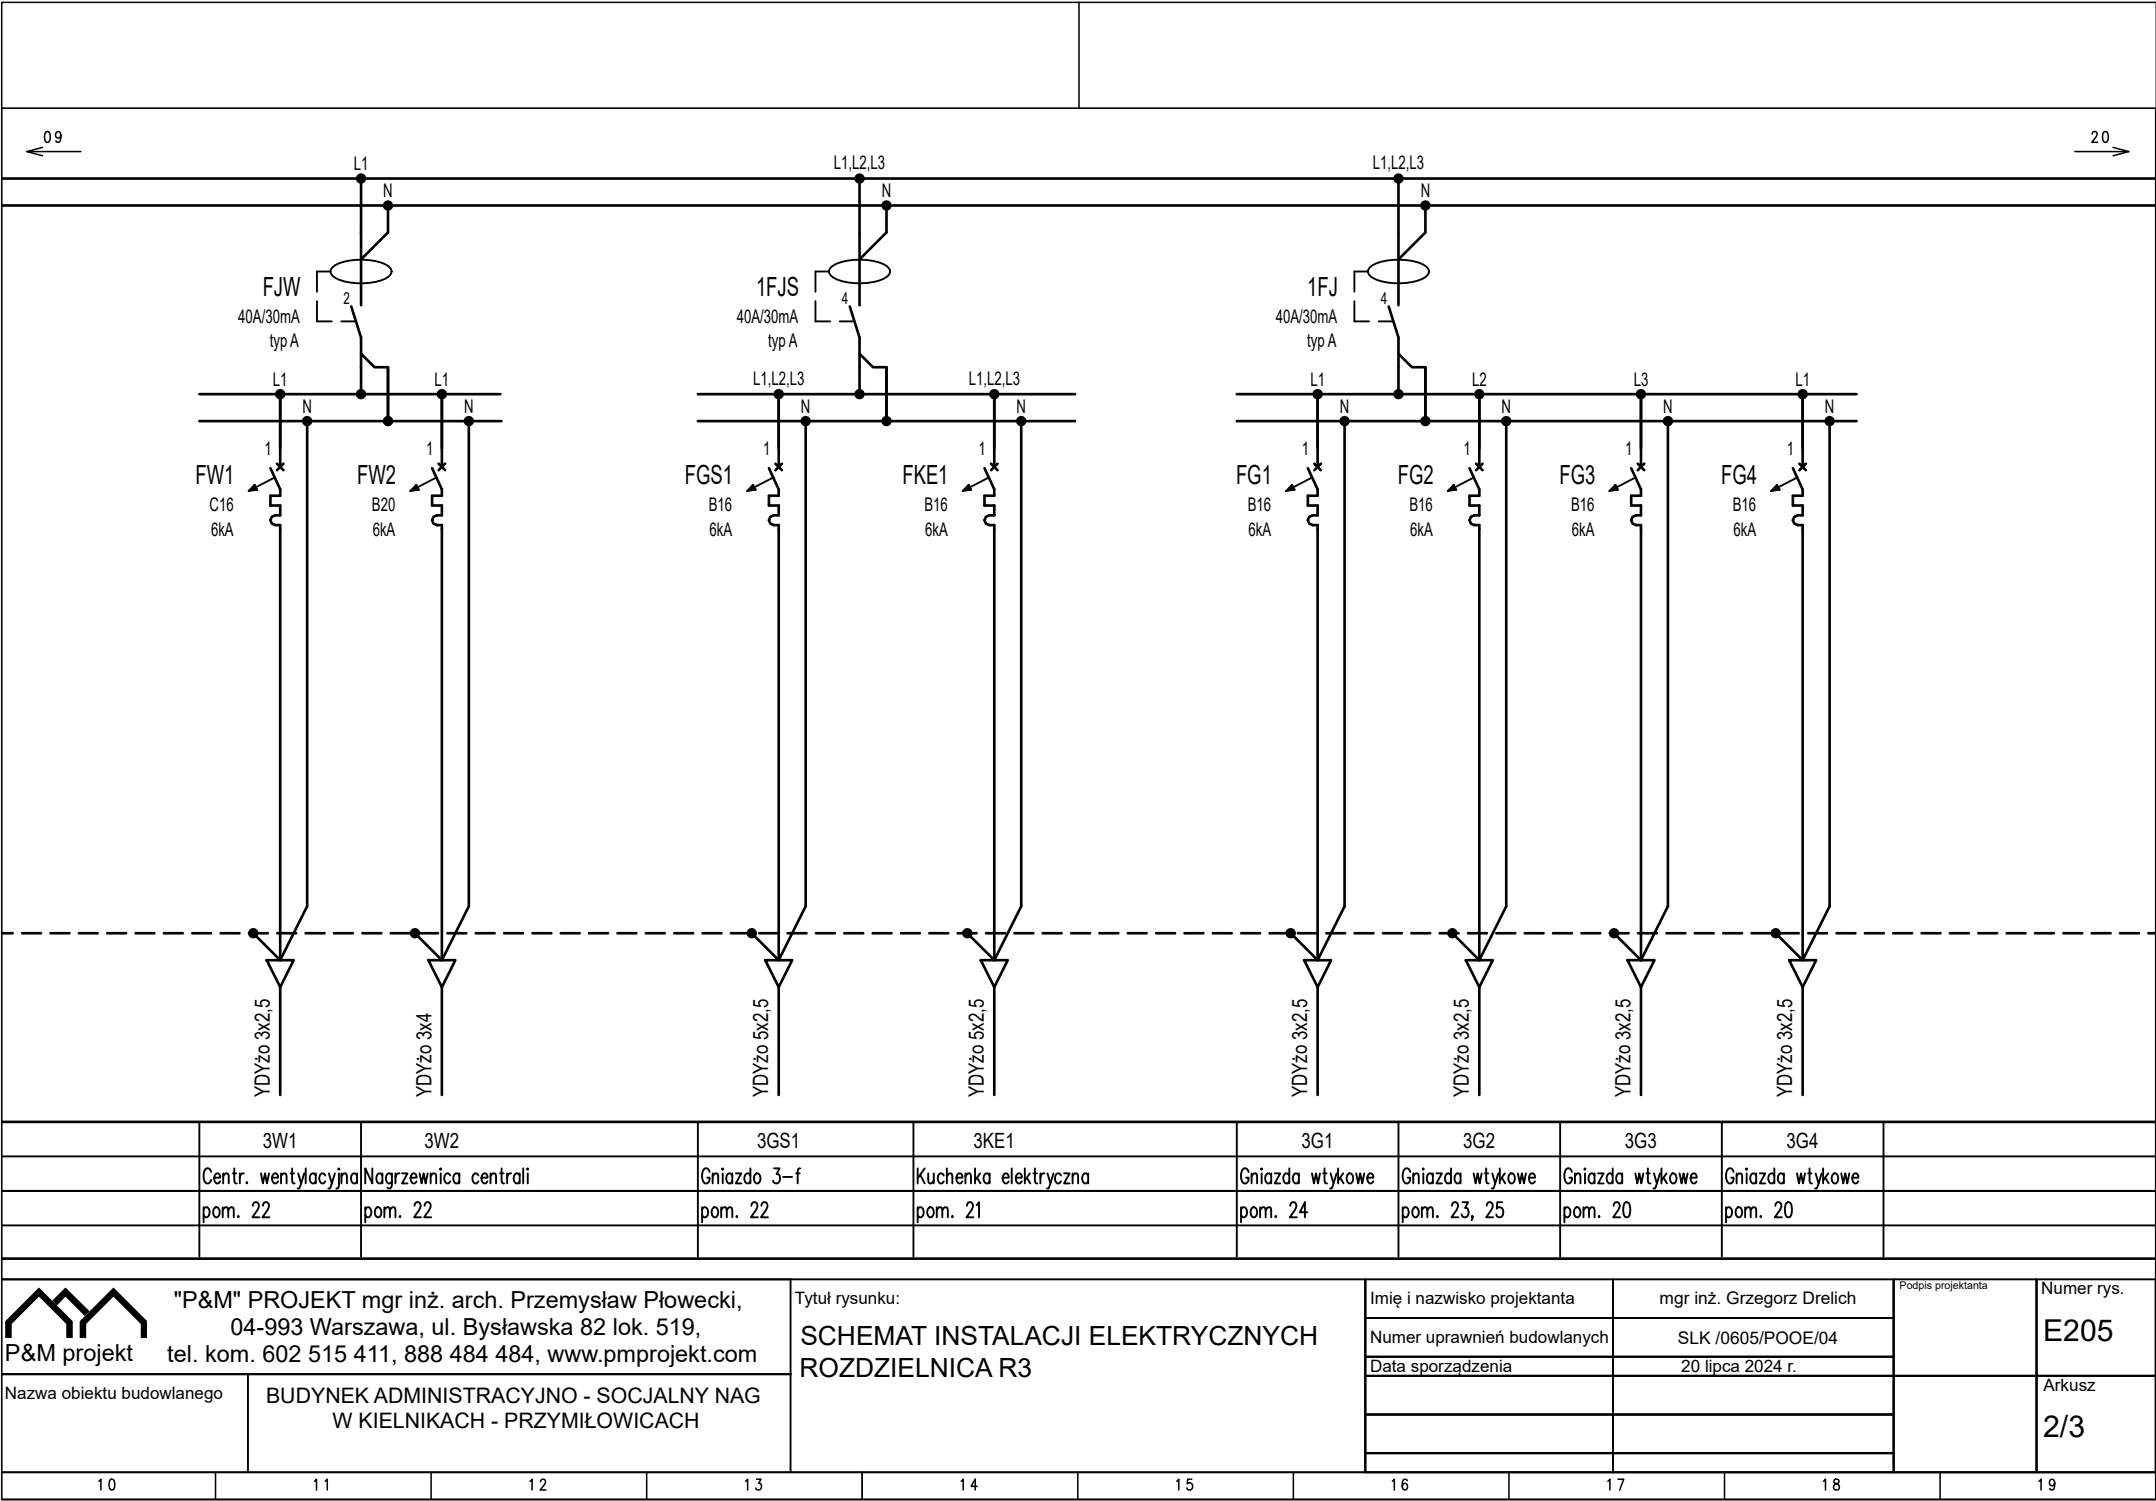 09
20
L1
L1,L2,L3
L1,L2,L3
N
N
N
FJW
40A/30mA
typ A
2
1FJS
40A/30mA
typ A
4
1FJ
40A/30mA
typ A
4
L1
L1
L1,L2,L3
L1,L2,L3
L1
L2
L3
L1
N
N
N
N
N
N
N
N
1
FW1
C16
6kA
1
FW2
B20
6kA
1
FGS1
B16
6kA
1
FKE1
B16
6kA
1
FG1
B16
6kA
1
FG2
B16
6kA
1
FG3
B16
6kA
1
FG4
B16
6kA
YDYżo 3x2,5
YDYżo 3x4
YDYżo 5x2,5
YDYżo 5x2,5
YDYżo 3x2,5
YDYżo 3x2,5
YDYżo 3x2,5
YDYżo 3x2,5
3W1 3W2 3GS1 3KE1 3G1 3G2 3G3 3G4
Centr. wentylacyjna Nagrzewnica centrali Gniazdo 3-f Kuchenka elektryczna Gniazda wtykowe Gniazda wtykowe Gniazda wtykowe Gniazda wtykowe
pom. 22 pom. 22 pom. 22 pom. 21 pom. 24 pom. 23, 25 pom. 20 pom. 20
P&M projekt
"P&M" PROJEKT mgr inż. arch. Przemysław Płowecki,
04-993 Warszawa, ul. Bysławska 82 lok. 519,
tel. kom. 602 515 411, 888 484 484, www.pmprojekt.com
Nazwa obiektu budowlanego
BUDYNEK ADMINISTRACYJNO - SOCJALNY NAG
W KIELNIKACH - PRZYMIŁOWICACH
Tytuł rysunku:
SCHEMAT INSTALACJI ELEKTRYCZNYCH
ROZDZIELNICA R3
Imię i nazwisko projektanta mgr inż. Grzegorz Drelich
Numer uprawnień budowlanych SLK /0605/POOE/04
Data sporządzenia 20 lipca 2024 r.
Podpis projektanta
Numer rys.
E205
Arkusz
2/3
10 11 12 13 14 15 16 17 18 19